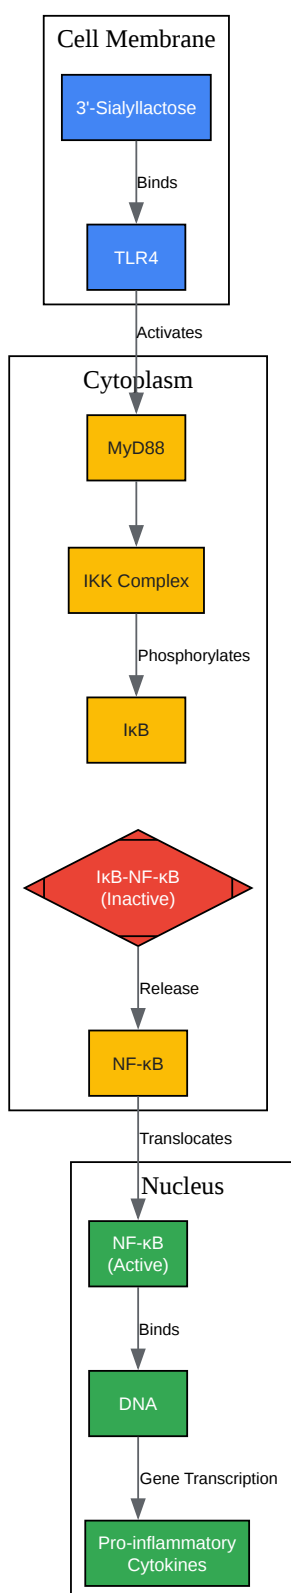 Cell Membrane
3'-Sialyllactose
Binds
TLR4
Activates
Cytoplasm
MyD88
IKK Complex
Phosphorylates
IκB
IκB-NF-κB
(Inactive)
Release
NF-κB
Translocates
Nucleus
NF-κB
(Active)
Binds
DNA
Gene Transcription
Pro-inflammatory
Cytokines